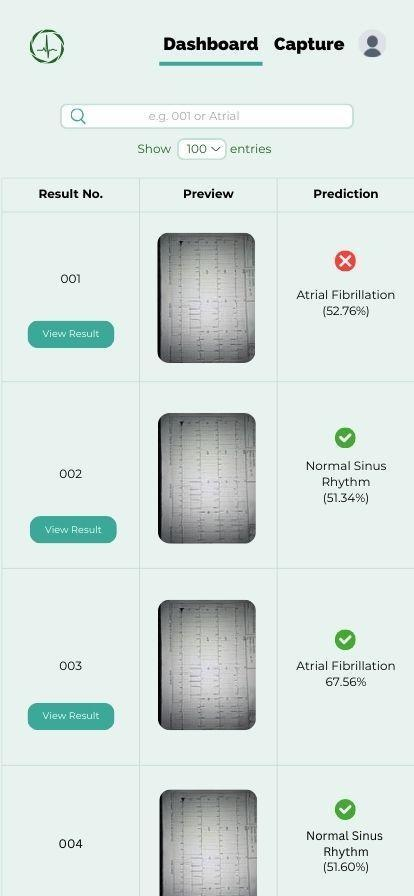 Dashboard Capture
e.g. 001 or Atrial
Show 100 entries
Result No. Preview Prediction
001
View Result
Atrial Fibrillation
(52.76%)
002
View Result
Normal Sinus
Rhythm
(51.34%)
003
View Result
Atrial Fibrillation
67.56%
004
Normal Sinus
Rhythm
(51.60%)